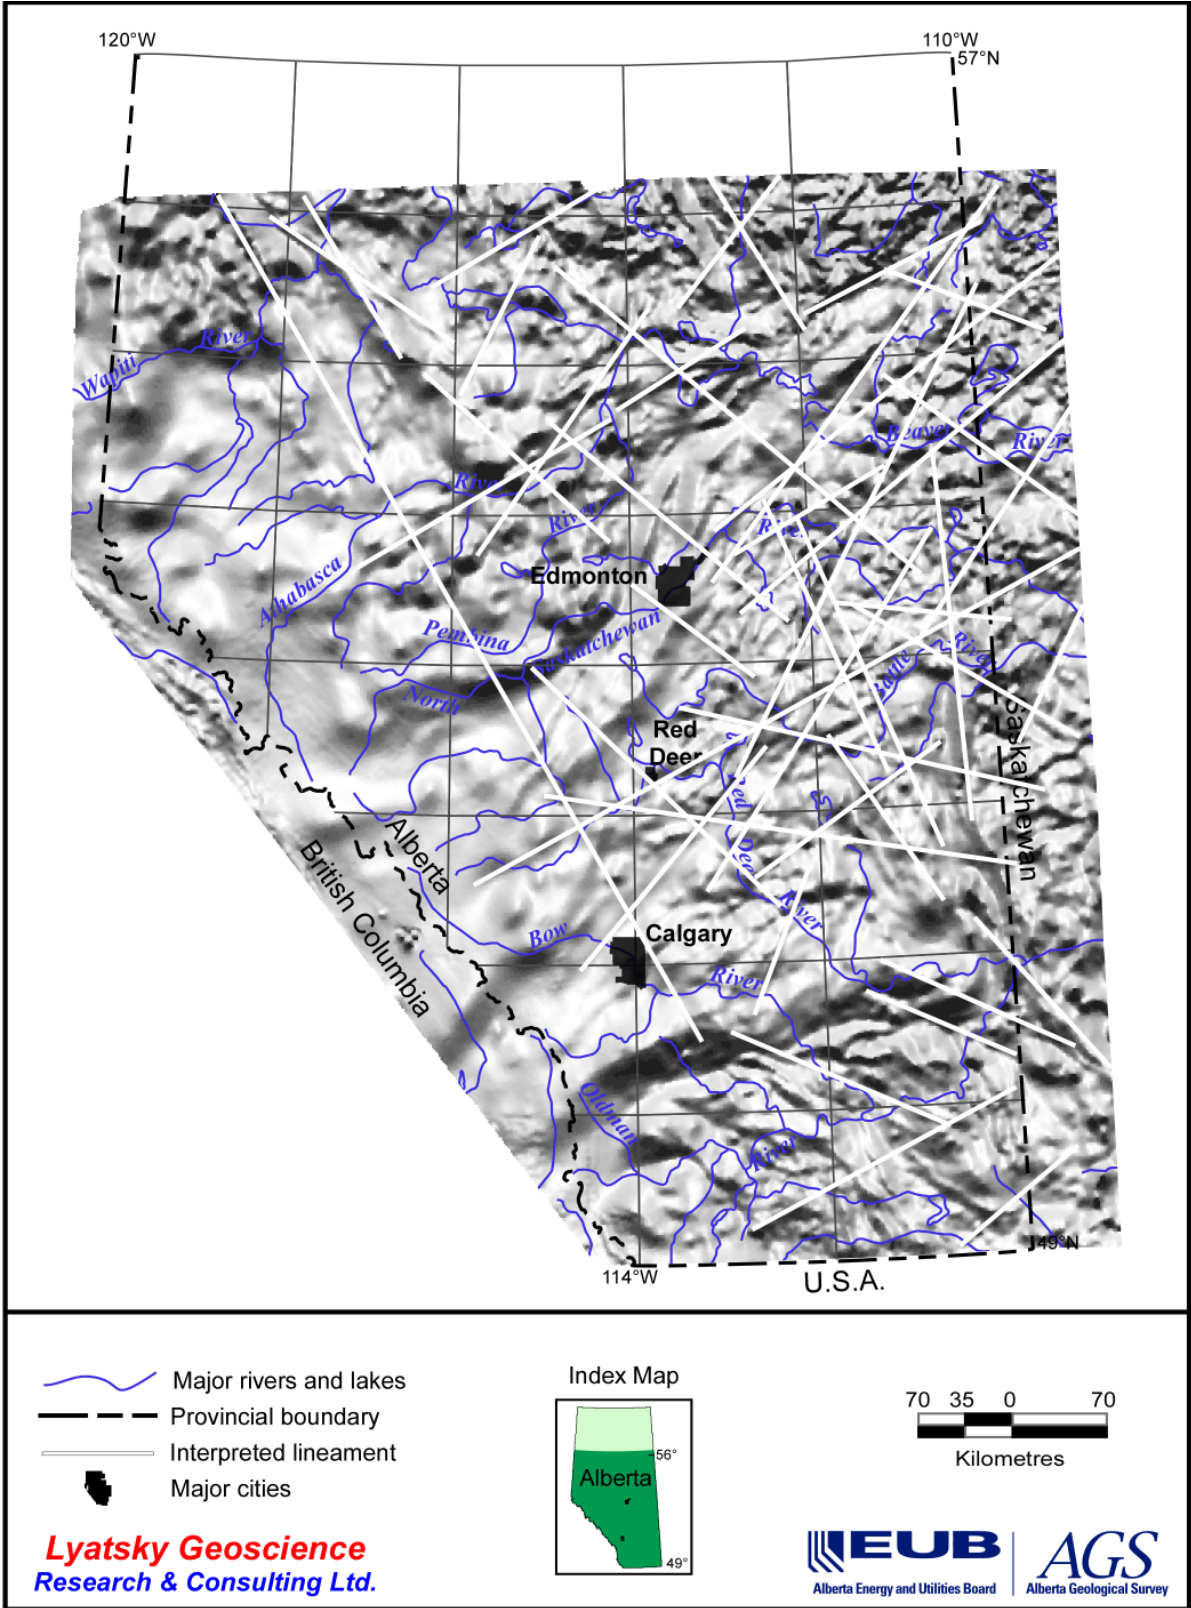 120°W
110°W
57°N
River
Wapiti
Beaver
River
River
River
River
Edmonton
Athabasca
Pembina
Saskatchewan
North
Battle
River
Red
Deer
Saskatchewan
Red
Deer
River
Alberta
British Columbia
Bow
Calgary
River
Oldman
River
49°N
114°W
U.S.A.
Major rivers and lakes
Provincial boundary
Interpreted lineament
Major cities
Index Map
56°
Alberta
49°
70 35 0 70
Kilometres
Lyatsky Geoscience
Research & Consulting Ltd.
EUB
Alberta Energy and Utilities Board
AGS
Alberta Geological Survey